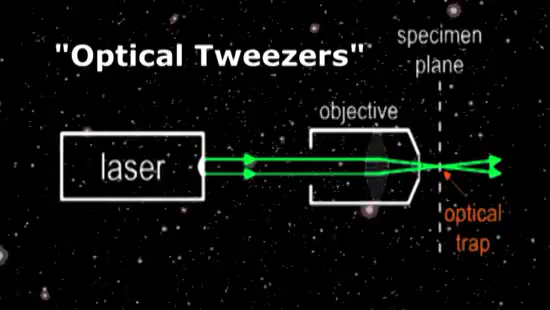 "Optical Tweezers"
specimen
plane
objective
laser
optical
trap